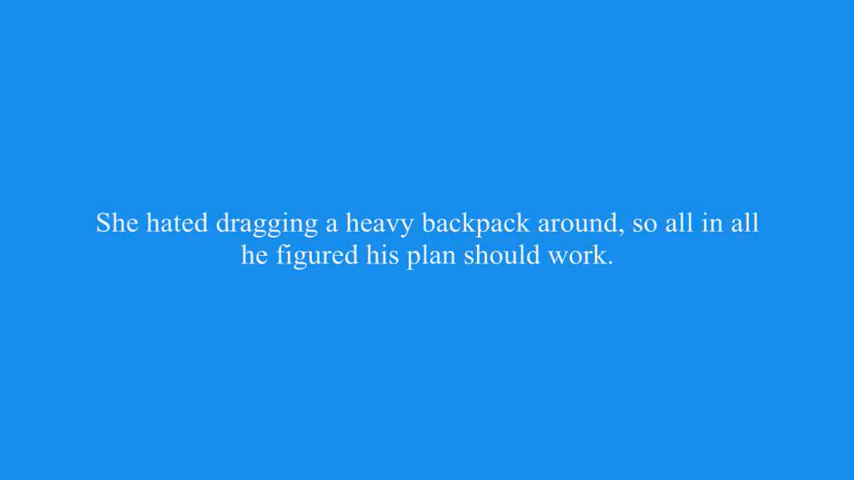 She hated dragging a heavy backpack around, so all in all
he figured his plan should work.